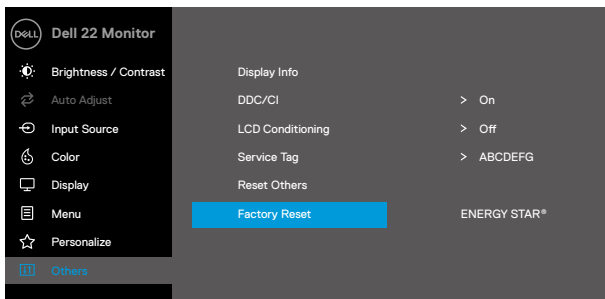 DELL Dell 22 Monitor
Brightness / Contrast Display Info
Auto Adjust DDC/CI > On
Input Source LCD Conditioning > Off
Color Service Tag > ABCDEFG
Display Reset Others
Menu Factory Reset ENERGY STAR®
Personalize
Others